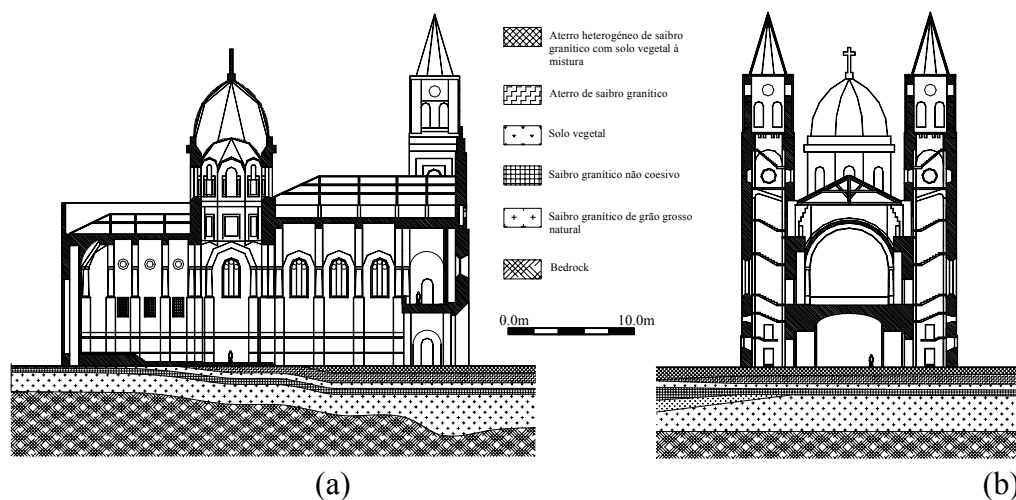 Aterro heterogéneo de saibro
granítico com solo vegetal à
mistura
Aterro de saibro granítico
Solo vegetal
Saibro granítico não coesivo
Saibro granítico de grão grosso
natural
Bedrock
0.0m 10.0m
(a) (b)